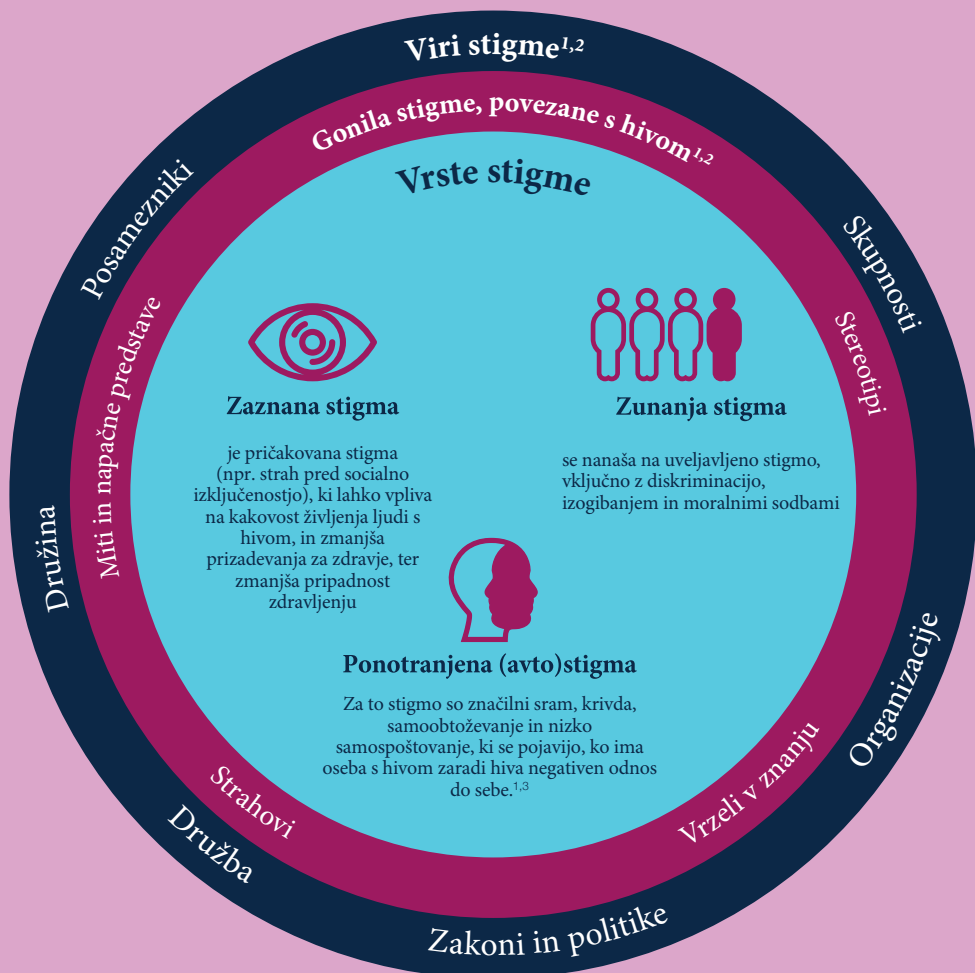 Viri stigme1,2
Posamezniki
Skupnosti
Družina
Organizacije
Družba
Zakoni in politike
Gonila stigme, povezane s hivom1,2
Miti in napačne predstave
Stereotipi
Strahovi
Vrzeli v znanju
Vrste stigme
Zaznana stigma
je pričakovana stigma
(npr. strah pred socialno
izključenostjo), ki lahko vpliva
na kakovost življenja ljudi s
hivom, in zmanjša
prizadevanja za zdravje, ter
zmanjša pripadnost
zdravljenju
Zunanja stigma
se nanaša na uveljavljeno stigmo,
vključno z diskriminacijo,
izogibanjem in moralnimi sodbami
Ponotranjena (avto)stigma
Za to stigmo so značilni sram, krivda,
samoobtoževanje in nizko
samospoštovanje, ki se pojavijo, ko ima
oseba s hivom zaradi hiva negativen odnos
do sebe.1,3